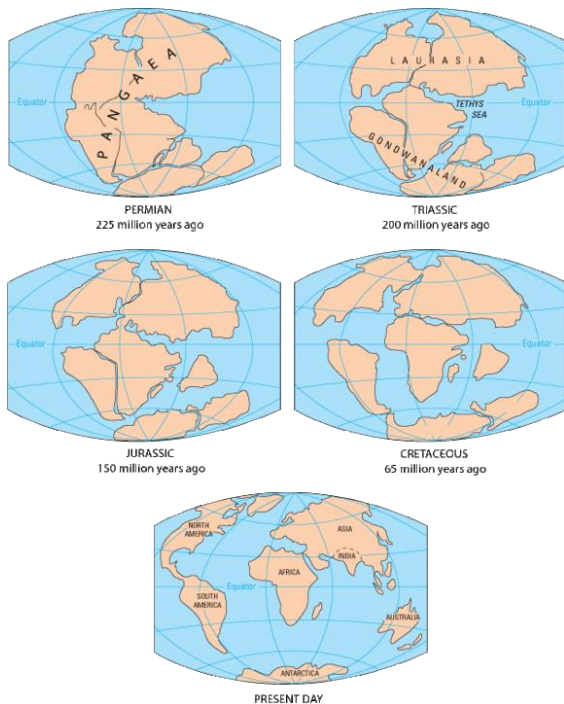 PANGAEA
Equator
PERMIAN
225 million years ago
LAURASIA
TETHYS
SEA
Equator
GONDWANALAND
TRIASSIC
200 million years ago
Equator
JURASSIC
150 million years ago
Equator
CRETACEOUS
65 million years ago
NORTH
AMERICA
ASIA
INDIA
AFRICA
Equator
SOUTH
AMERICA
AUSTRALIA
ANTARCTICA
PRESENT DAY